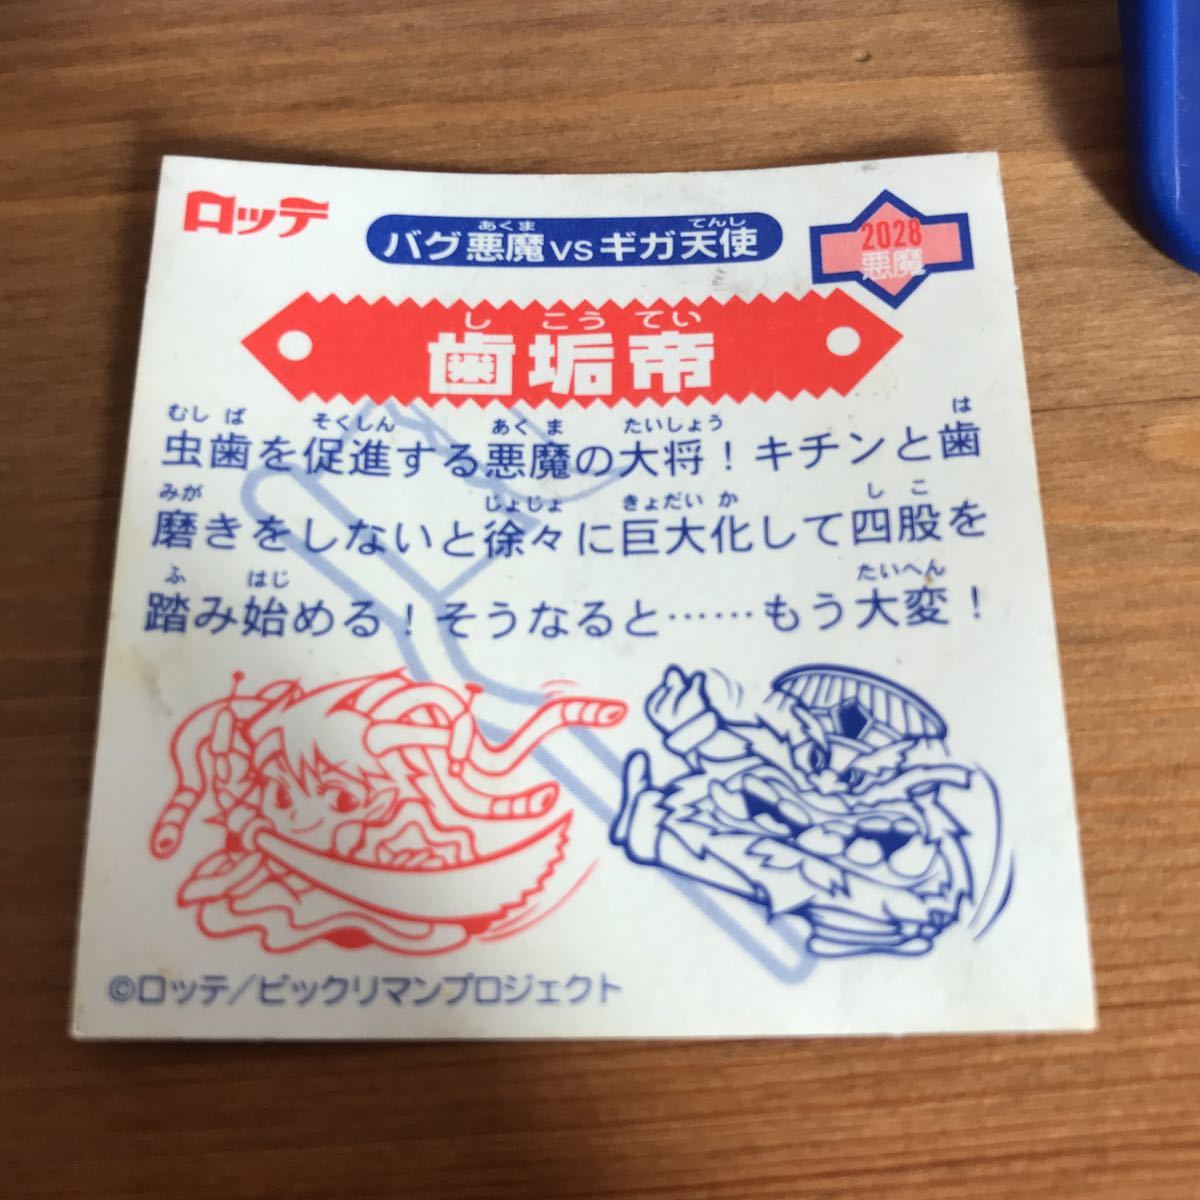 ロッテ
バグ悪魔vsギガ天使
あくま てんし
2028
悪魔
しこうてい
歯垢帝
むしば そくしん あくま たいしょう は
虫歯を促進する悪魔の大将！キチンと歯
みが じょじょ きょだいか しこ
磨きをしないと徐々に巨大化して四股を
ふ はじ たいへん
踏み始める！そうなると……もう大変！
©ロッテ/ビックリマンプロジェクト